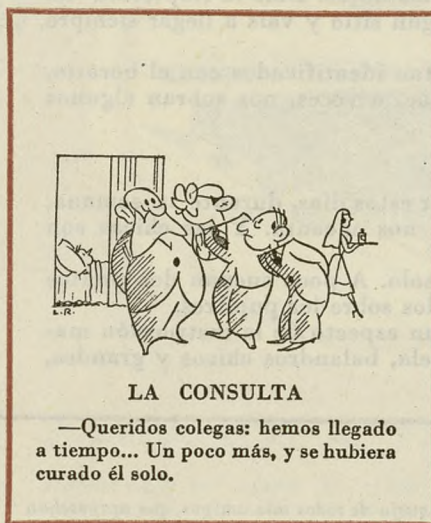 L.R.
LA CONSULTA
—Queridos colegas: hemos llegado
a tiempo... Un poco más, y se hubiera
curado él solo.